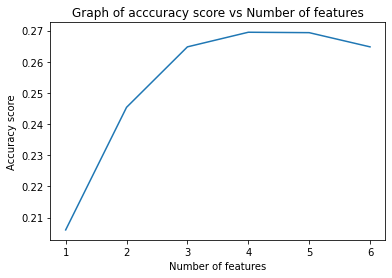 Graph of acccuracy score vs Number of features
0.27
0.26
0.25
0.24
0.23
0.22
0.21
Accuracy score
1 2 3 4 5 6
Number of features